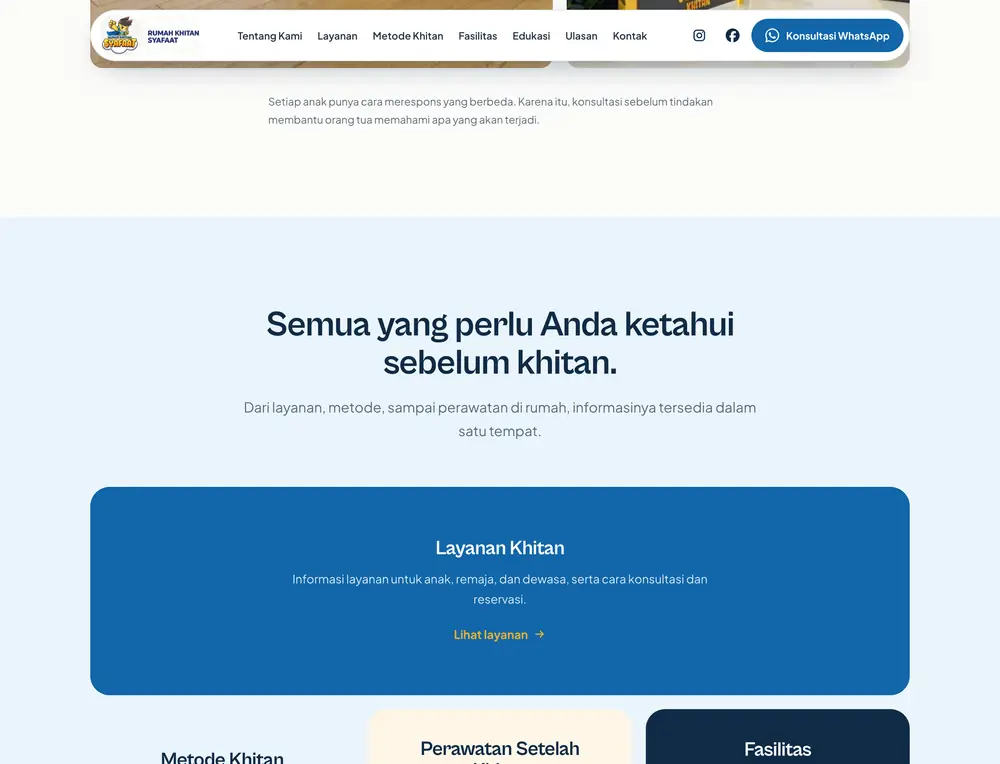 KHITAN
SYAFAAT
RUMAH KHITAN
SYAFAAT
Tentang Kami
Layanan
Metode Khitan
Fasilitas
Edukasi
Ulasan
Kontak
Konsultasi WhatsApp
Setiap anak punya cara merespons yang berbeda. Karena itu, konsultasi sebelum tindakan
membantu orang tua memahami apa yang akan terjadi.
Semua yang perlu Anda ketahui
sebelum khitan.
Dari layanan, metode, sampai perawatan di rumah, informasinya tersedia dalam
satu tempat.
Layanan Khitan
Informasi layanan untuk anak, remaja, dan dewasa, serta cara konsultasi dan
reservasi.
Lihat layanan →
Metode Khitan
Perawatan Setelah
Fasilitas